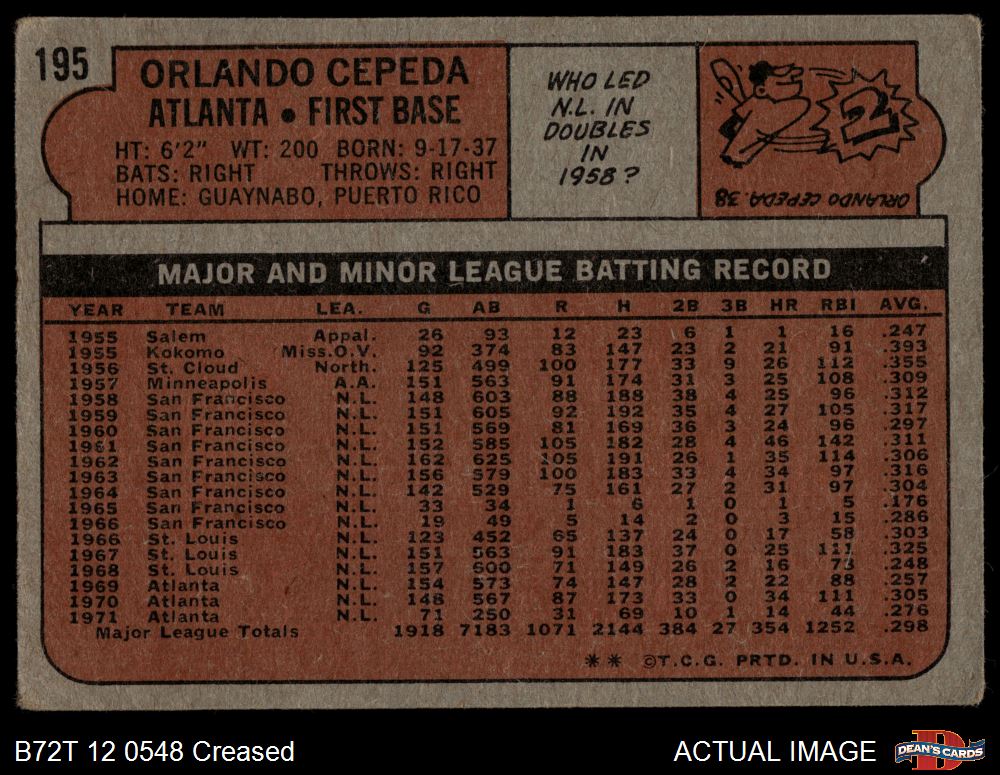 195
ORLANDO CEPEDA
ATLANTA • FIRST BASE
HT: 6'2" WT: 200 BORN: 9-17-37
BATS: RIGHT THROWS: RIGHT
HOME: GUAYNABO, PUERTO RICO
WHO LED
N.L. IN
DOUBLES
IN
1958?
2
ORLANDO CEPEDA, 38
MAJOR AND MINOR LEAGUE BATTING RECORD
YEAR TEAM LEA. G AB R H 2B 3B HR RBI AVG.
1955 Salem Appal. 26 93 12 23 6 1 1 16 .247
1955 Kokomo Miss.O.V. 92 374 83 147 23 2 21 91 .393
1956 St. Cloud North. 125 499 100 177 33 9 26 112 .355
1957 Minneapolis A.A. 151 563 91 174 31 3 25 108 .309
1958 San Francisco N.L. 148 603 88 188 38 4 25 96 .312
1959 San Francisco N.L. 151 605 92 192 35 4 27 105 .317
1960 San Francisco N.L. 151 569 81 169 36 3 24 96 .297
1961 San Francisco N.L. 152 585 105 182 28 4 46 142 .311
1962 San Francisco N.L. 162 625 105 191 26 1 35 114 .306
1963 San Francisco N.L. 156 579 100 183 33 4 34 97 .316
1964 San Francisco N.L. 142 529 75 161 27 2 31 97 .304
1965 San Francisco N.L. 33 34 1 6 1 0 1 5 .176
1966 San Francisco N.L. 19 49 5 14 2 0 3 15 .286
1966 St. Louis N.L. 123 452 65 137 24 0 17 58 .303
1967 St. Louis N.L. 151 563 91 183 37 0 25 111 .325
1968 St. Louis N.L. 157 600 71 149 26 2 16 73 .248
1969 Atlanta N.L. 154 573 74 147 28 2 22 88 .257
1970 Atlanta N.L. 148 567 87 173 33 0 34 111 .305
1971 Atlanta N.L. 71 250 31 69 10 1 14 44 .276
Major League Totals 1918 7183 1071 2144 384 27 354 1252 .298
** ©T.C.G. PRTD. IN U.S.A.
B72T 12 0548 Creased
ACTUAL IMAGE
D
DEAN'S CARDS